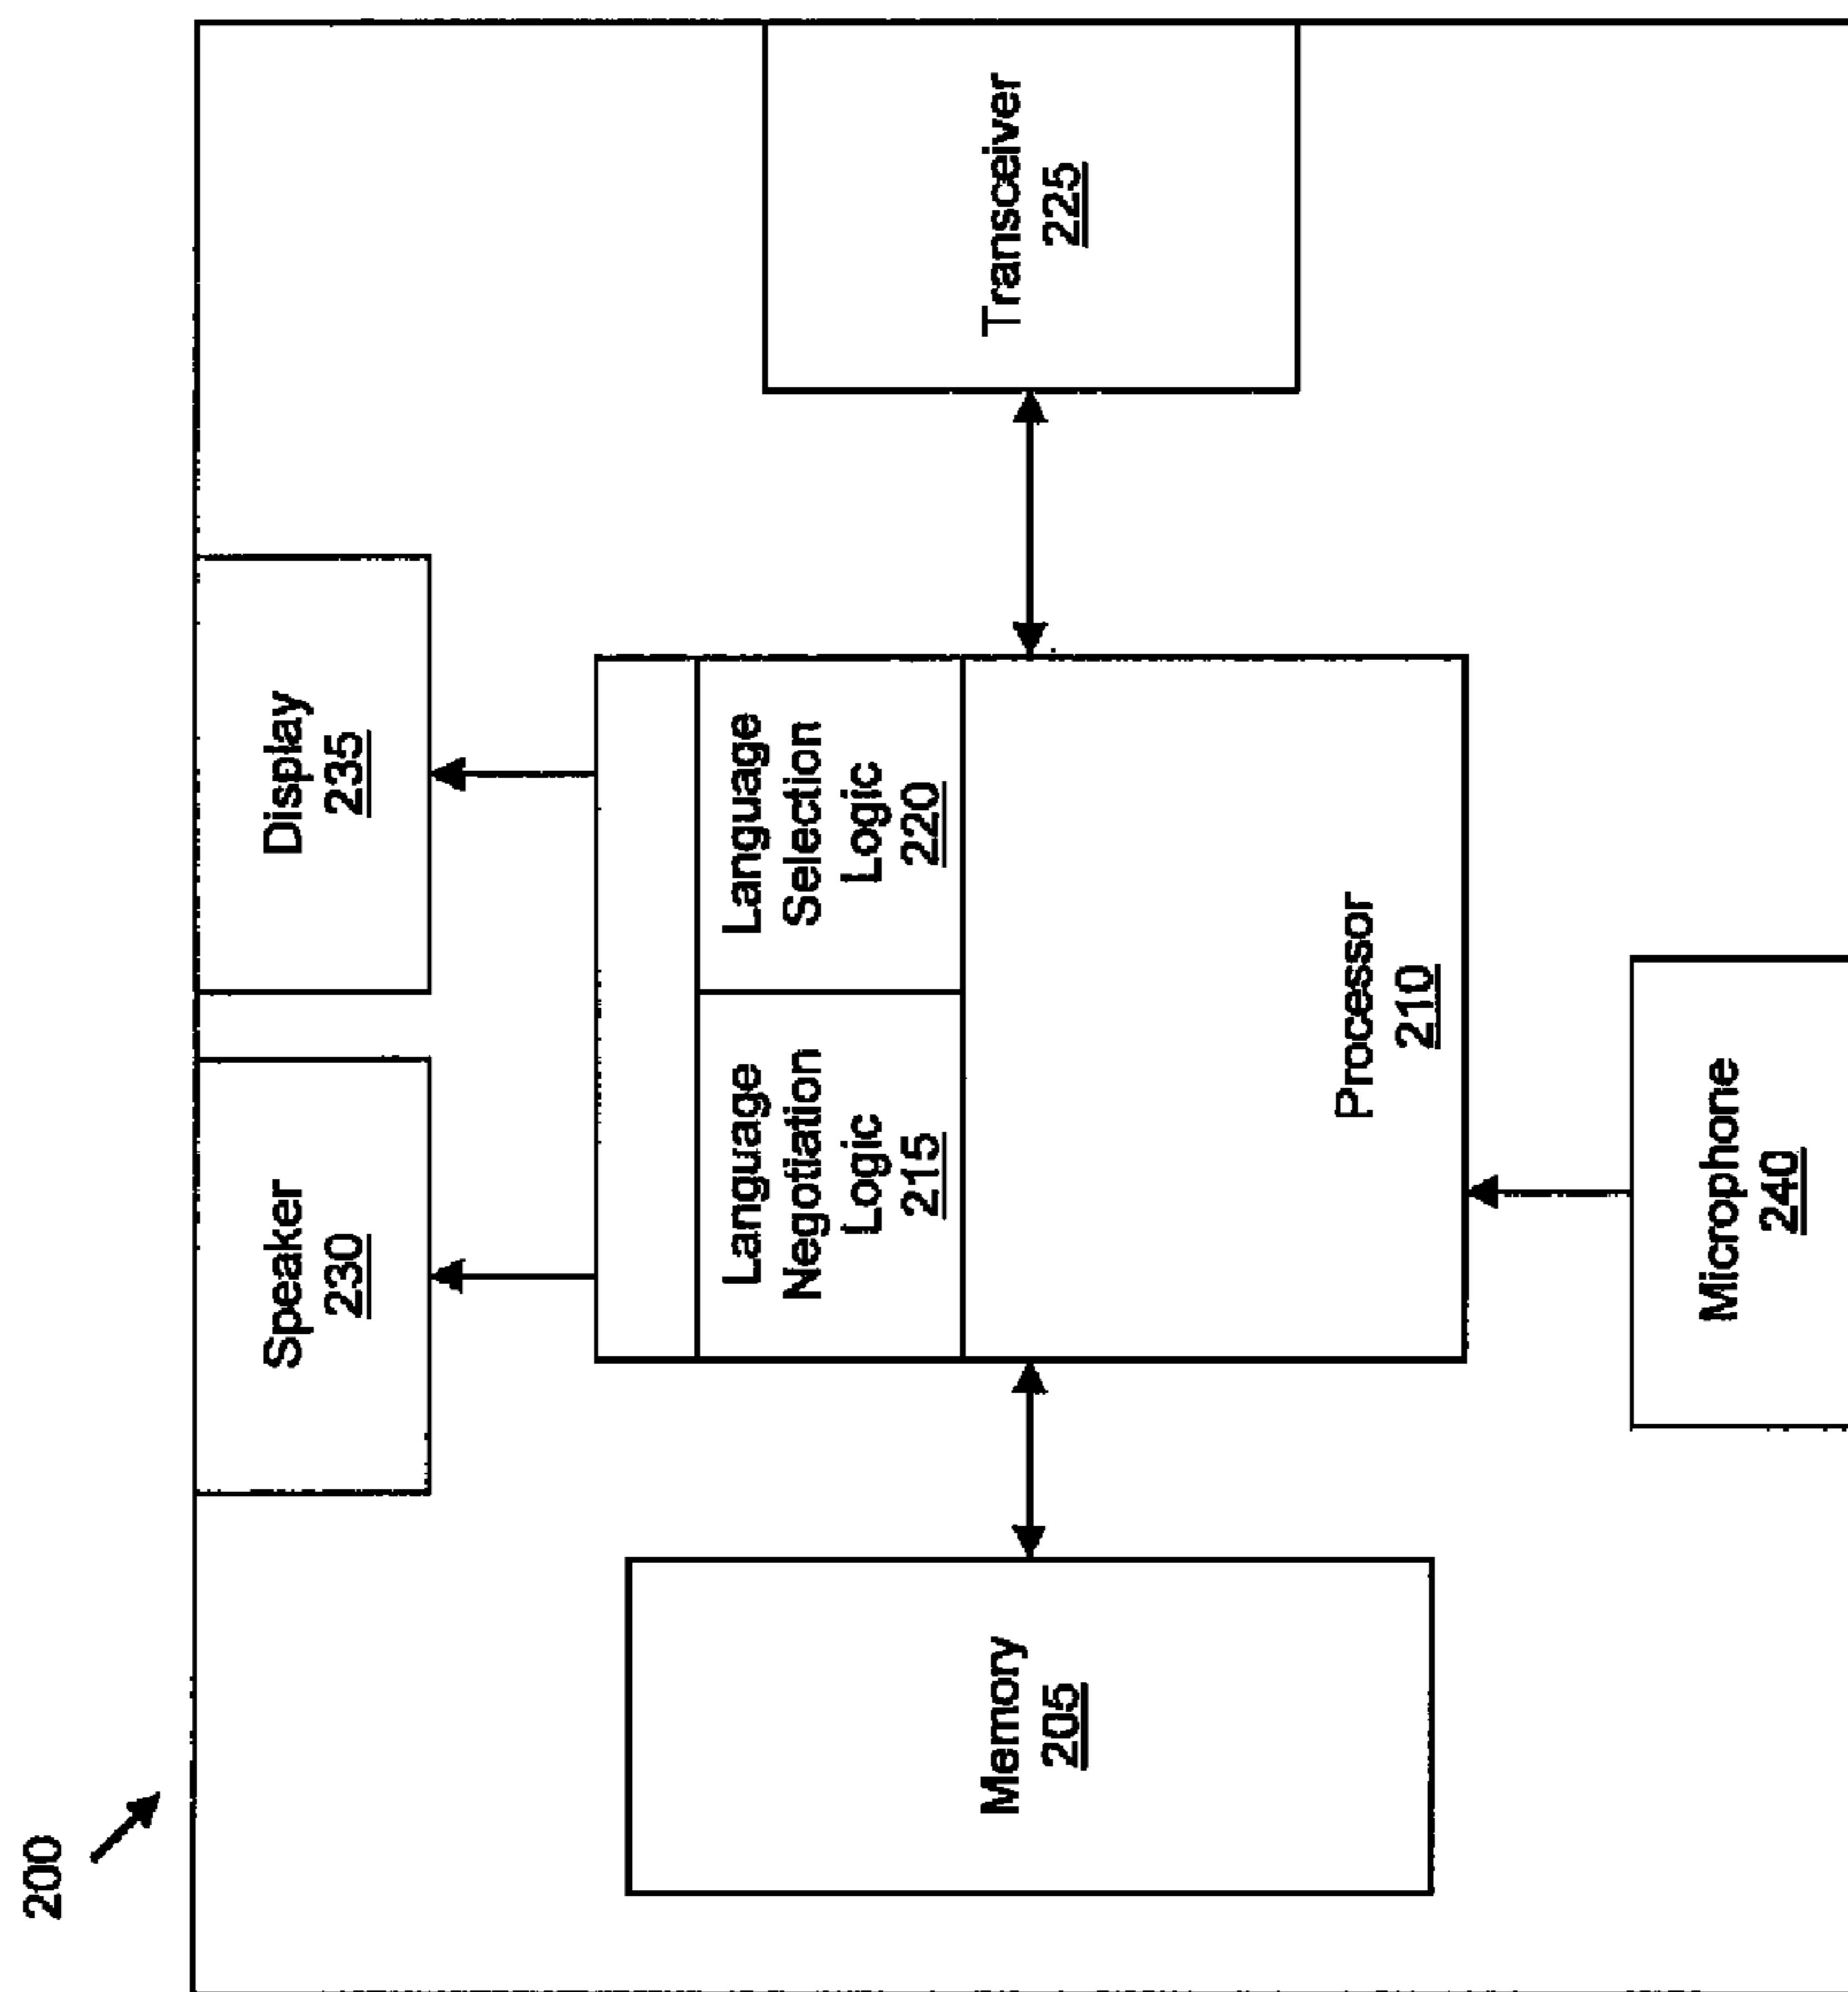 200
Speaker
230
Display
235
Memory
205
Language
Negotiation
Logic
215
Language
Selection
Logic
220
Processor
210
Transceiver
225
Microphone
240